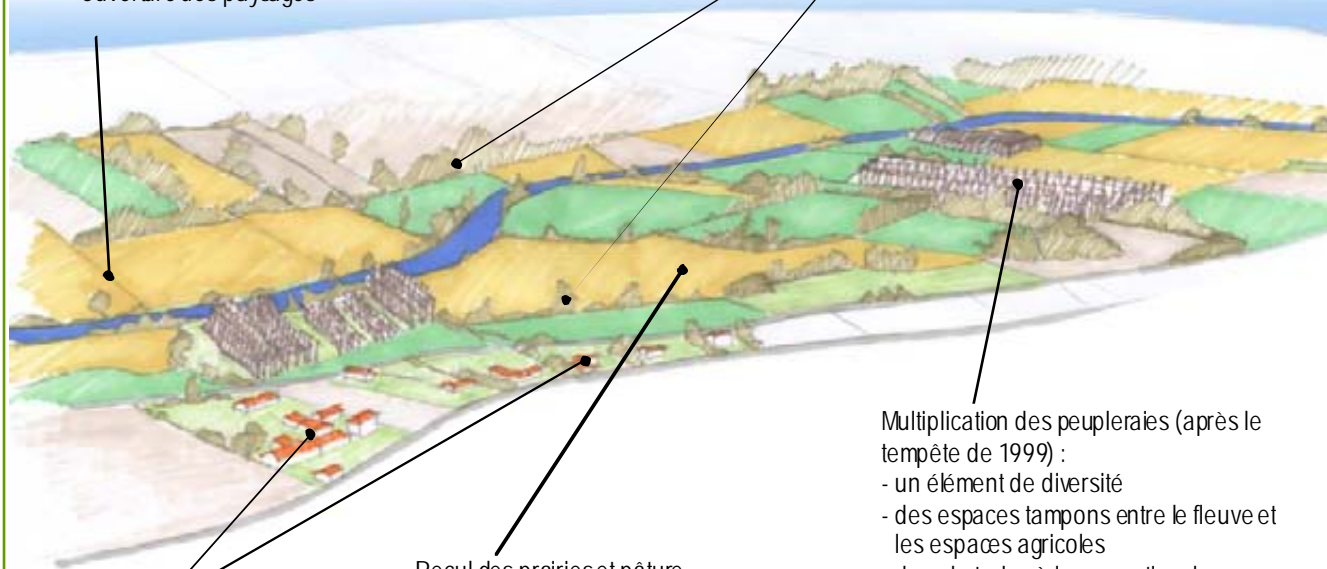 ouverture des paysages
Multiplication des peupleraies (après le
tempête de 1999) :
- un élément de diversité
- des espaces tampons entre le fleuve et
les espaces agricoles
Recul des prairies et pâture